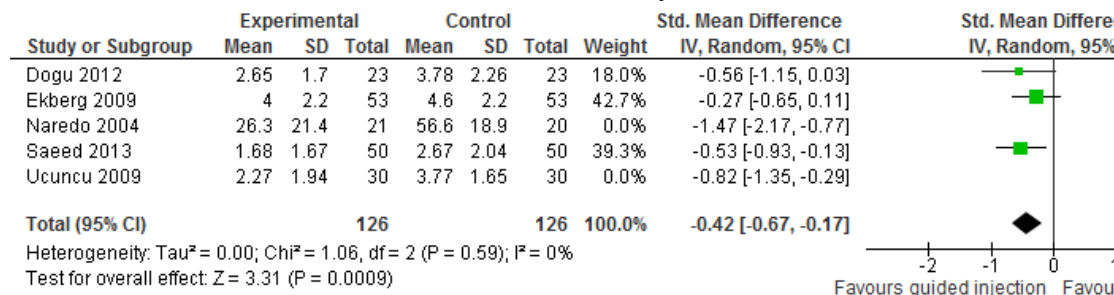 Experimental Control Std. Mean Difference Std. Mean
Study or Subgroup Mean SD Total Mean SD Total Weight IV, Random, 95% CI IV, Random, 95%
Dogu 2012 2.65 1.7 23 3.78 2.26 23 18.0% -0.56 [-1.15, 0.03]
Ekberg 2009 4 2.2 53 4.6 2.2 53 42.7% -0.27 [-0.65, 0.11]
Naredo 2004 26.3 21.4 21 56.6 18.9 20 0.0% -1.47 [-2.17, -0.77]
Saeed 2013 1.68 1.67 50 2.67 2.04 50 39.3% -0.53 [-0.93, -0.13]
Ucuncu 2009 2.27 1.94 30 3.77 1.65 30 0.0% -0.82 [-1.35, -0.29]
Total (95% CI) 126 126 100.0% -0.42 [-0.67, -0.17]
Heterogeneity: Tau² = 0.00; Chi² = 1.06, df = 2 (P = 0.59); I² = 0%
Test for overall effect: Z = 3.31 (P = 0.0009)
-2 -1 0
Favours guided injection